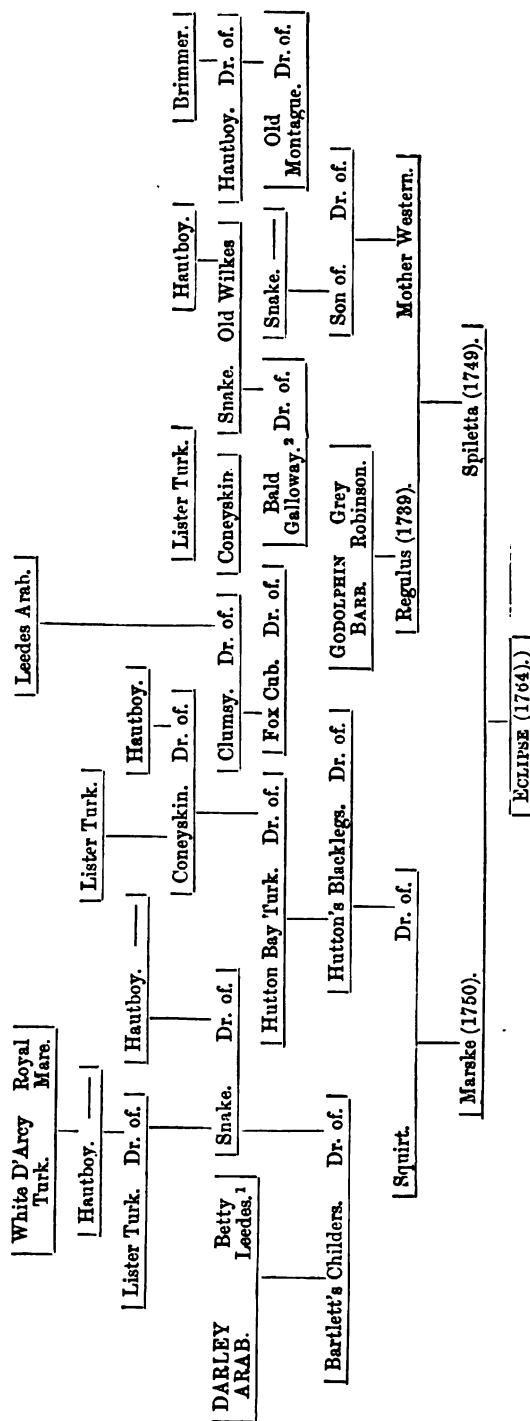 White D'Arcy Royal
Turk. Mare.
Leedes Arab.
Hautboy. —
Lister Turk.
Lister Turk. Dr. of.
Hautboy. —
Hautboy.
Coneyskin. Dr. of.
Lister Turk.
Hautboy.
Brimmer.
DARLEY Betty
ARAB. Leedes.¹
Snake. Dr. of.
Clumsy. Dr. of.
Coneyskin.
Snake. Old Wilkes
Hautboy. Dr. of.
Hutton Bay Turk. Dr. of.
Fox Cub. Dr. of.
Bald Dr. of.
Galloway.²
Snake. —
Old Dr. of.
Montague.
Bartlett's Childers. Dr. of.
Hutton's Blacklegs. Dr. of.
GODOLPHIN Grey
BARB. Robinson.
Son of. Dr. of.
Squirt. Dr. of.
Regulus (1739). Mother Western.
Marske (1750). Spiletta (1749).
ECLIPSE (1764).)